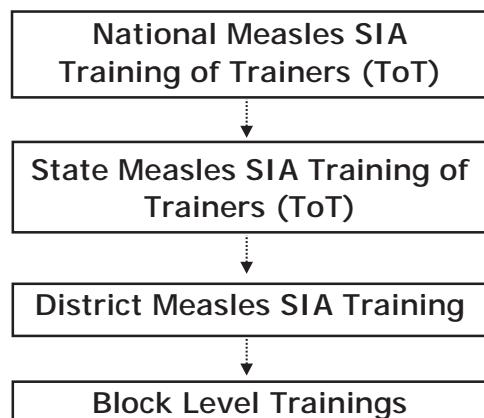 National Measles SIA
Training of Trainers (ToT)
State Measles SIA Training of
Trainers (ToT)
District Measles SIA Training
Block Level Trainings